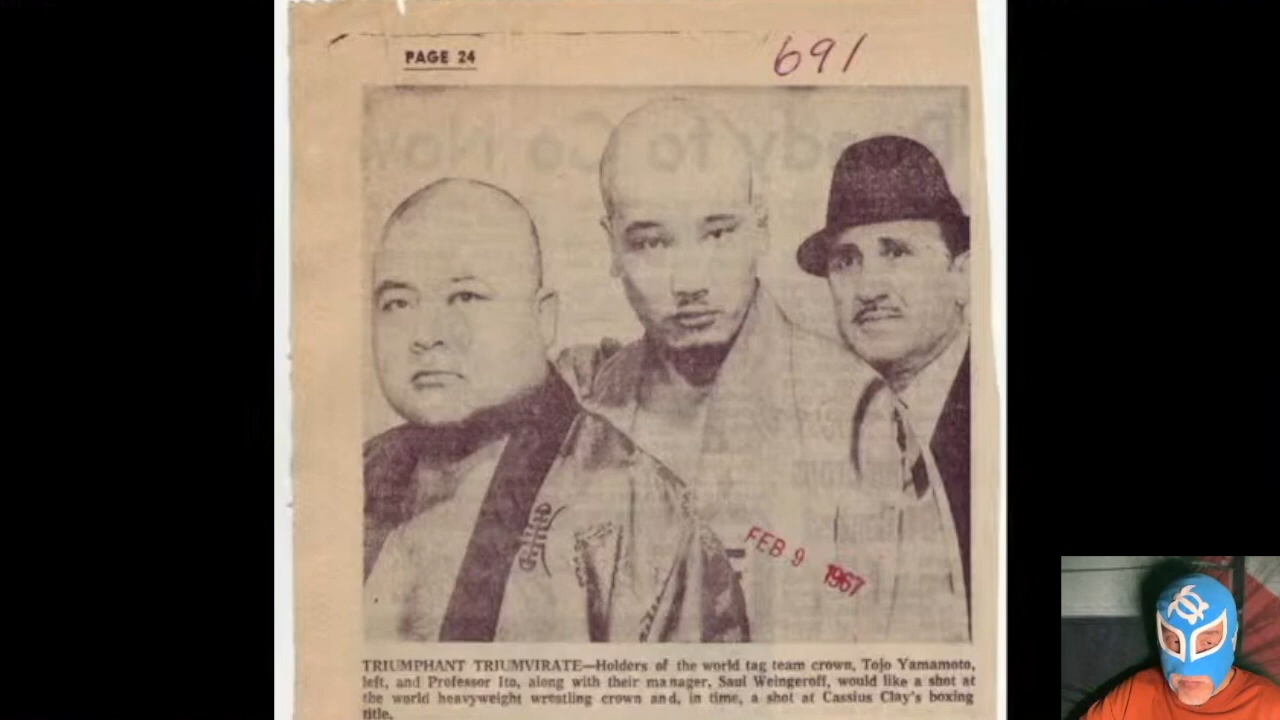 PAGE 24
691
FEB 9 1967
TRIUMPHANT TRIUMVIRATE—Holders of the world tag team crown, Tojo Yamamoto,
left, and Professor Ito, along with their manager, Saul Weingeroff, would like a shot at
the world heavyweight wrestling crown and, in time, a shot at Cassius Clay's boxing
title.